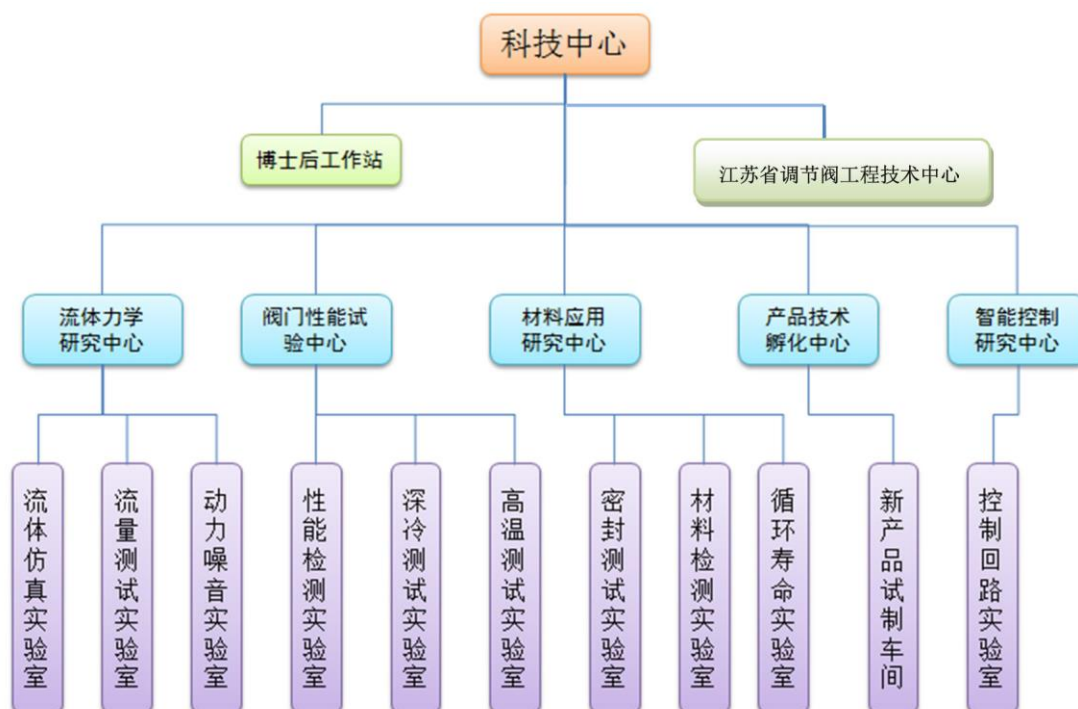 科技中心
博士后工作站
江苏省调节阀工程技术中心
流体力学
研究中心
阀门性能试
验中心
材料应用
研究中心
产品技术
孵化中心
智能控制
研究中心
流体仿真实验室
流量测试实验室
动力噪音实验室
性能检测实验室
深冷测试实验室
高温测试实验室
密封测试实验室
材料检测实验室
循环寿命实验室
新产品试制车间
控制回路实验室